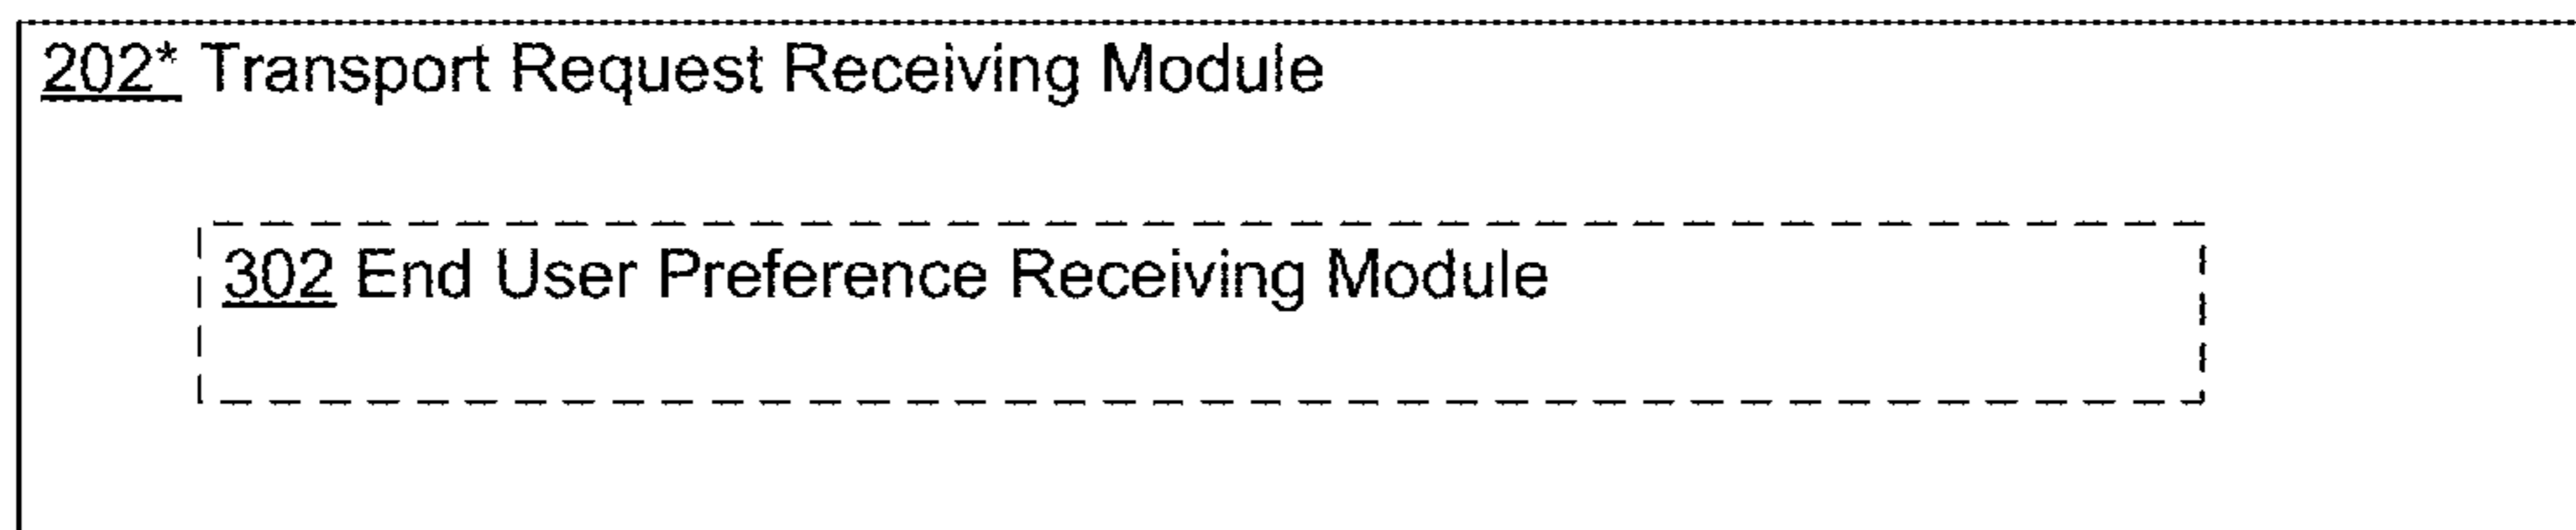 202* Transport Request Receiving Module
302 End User Preference Receiving Module